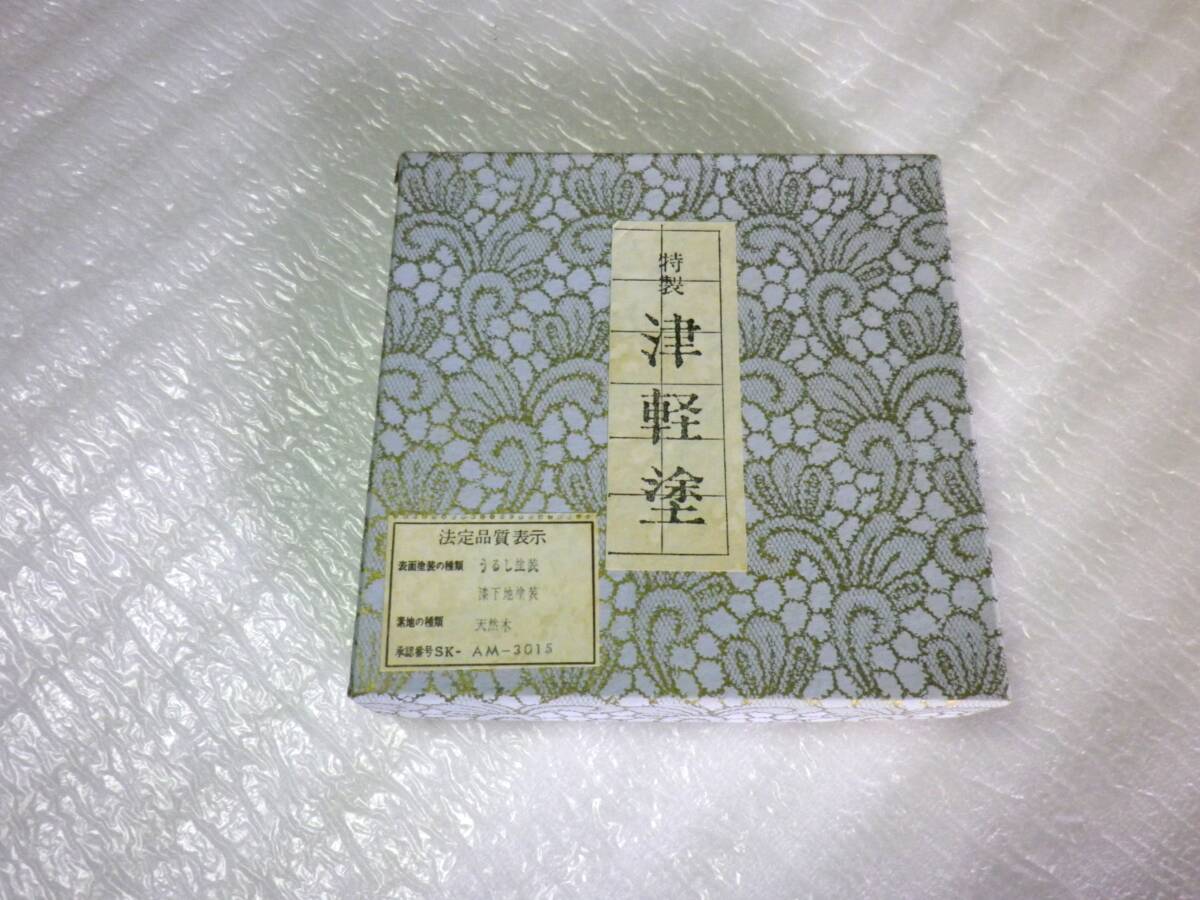 特製
津軽塗
法定品質表示
表面塗装の種類 うるし塗装
漆下地塗装
素地の種類 天然木
承認番号SK- AM-3015